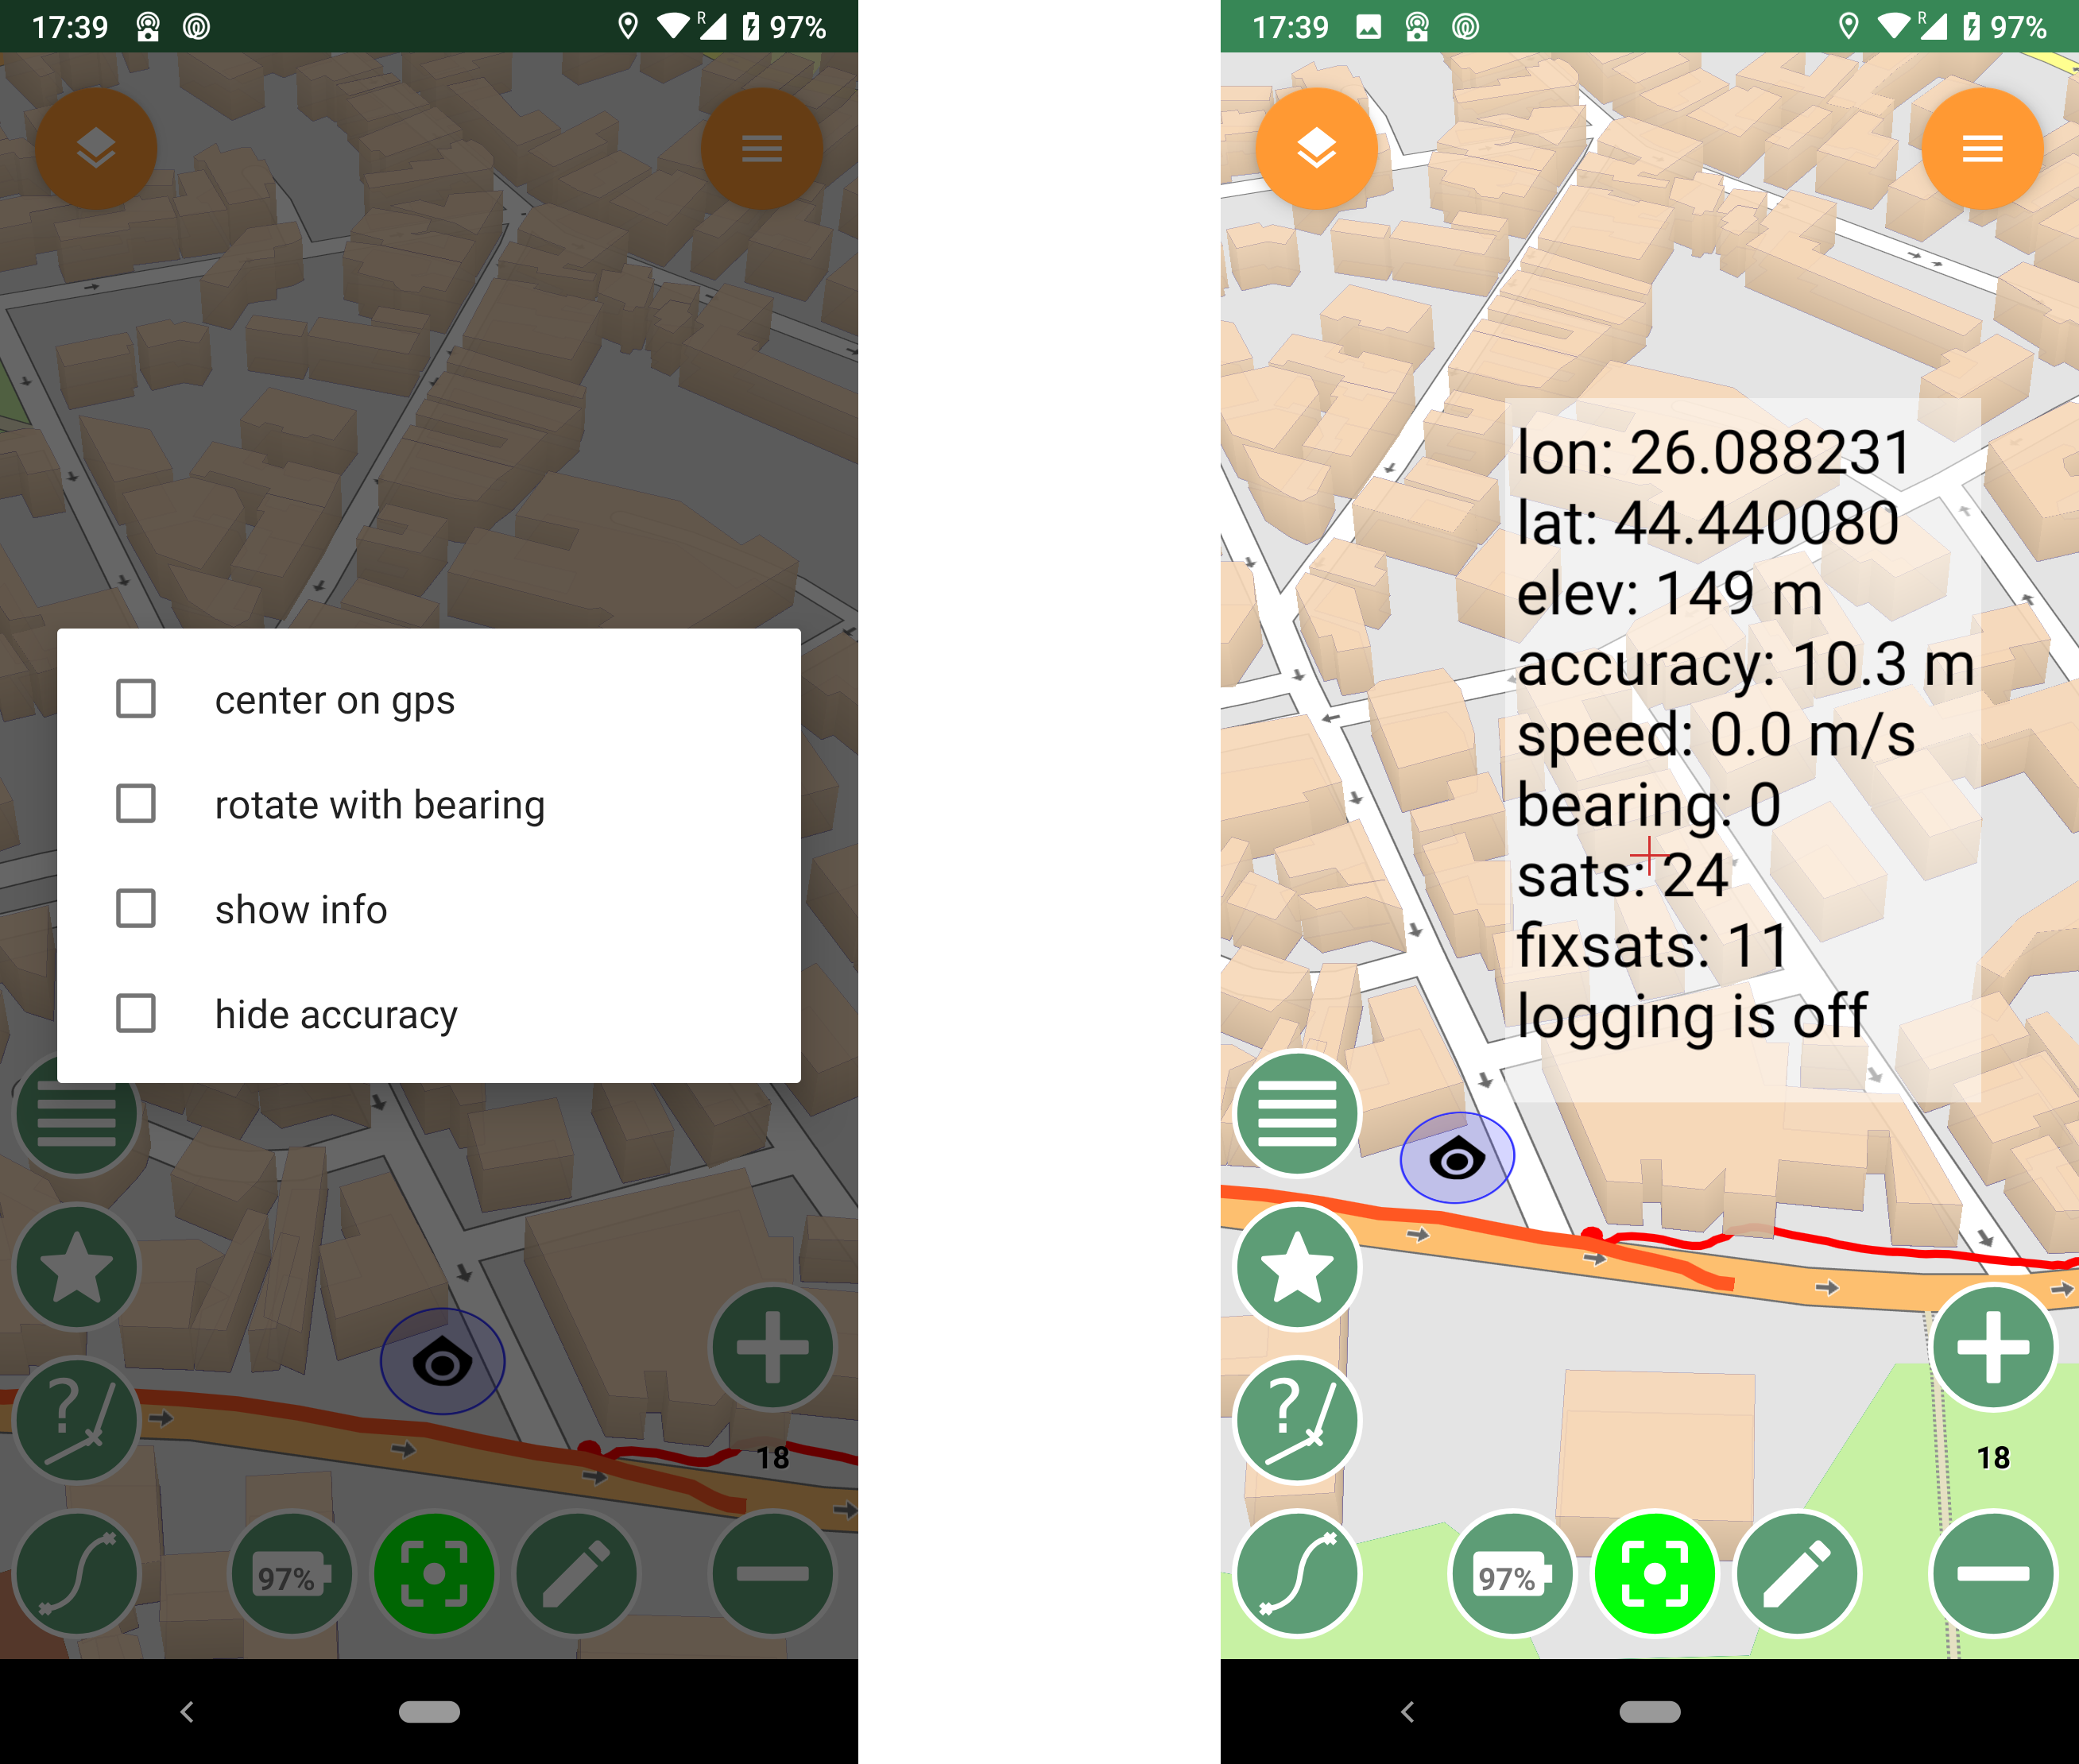 17:39
R
97%
center on gps
rotate with bearing
show info
hide accuracy
?
18
97%
17:39
R
97%
lon: 26.088231
lat: 44.440080
elev: 149 m
accuracy: 10.3 m
speed: 0.0 m/s
bearing: 0
sats: 24
fixsats: 11
logging is off
?
18
97%